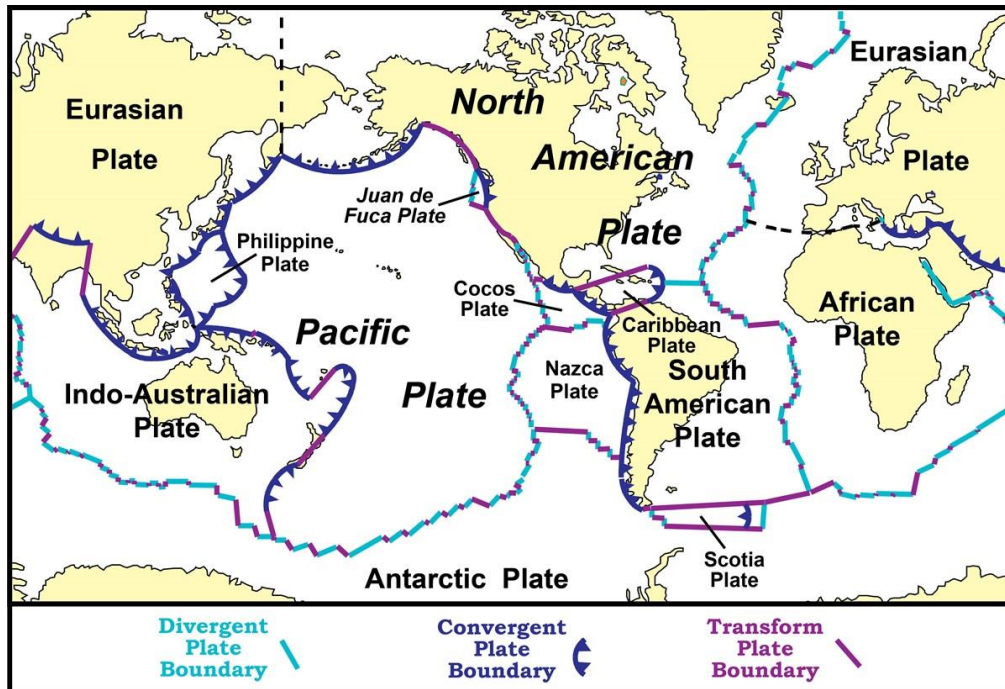 Eurasian
Plate
North
American
Plate
Eurasian
Plate
Juan de
Fuca Plate
Philippine
Plate
Cocos
Plate
Caribbean
Plate
African
Plate
Pacific
Plate
Nazca
Plate
South
American
Plate
Indo-Australian
Plate
Scotia
Plate
Antarctic Plate
Divergent
Plate
Boundary
Convergent
Plate
Boundary
Transform
Plate
Boundary